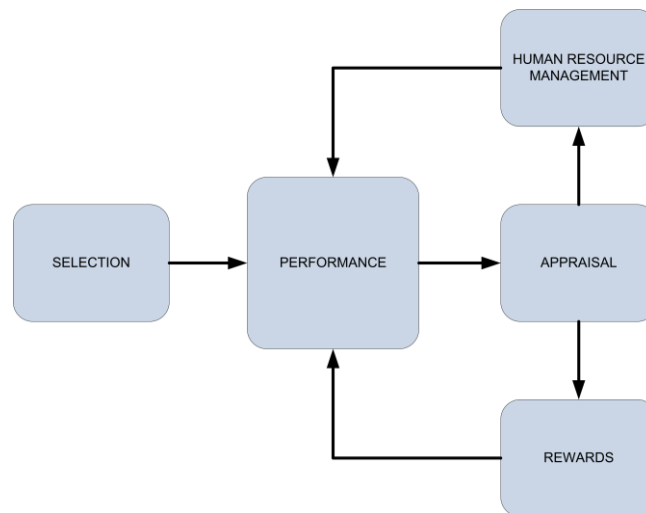 HUMAN RESOURCE
MANAGEMENT
SELECTION
PERFORMANCE
APPRAISAL
REWARDS